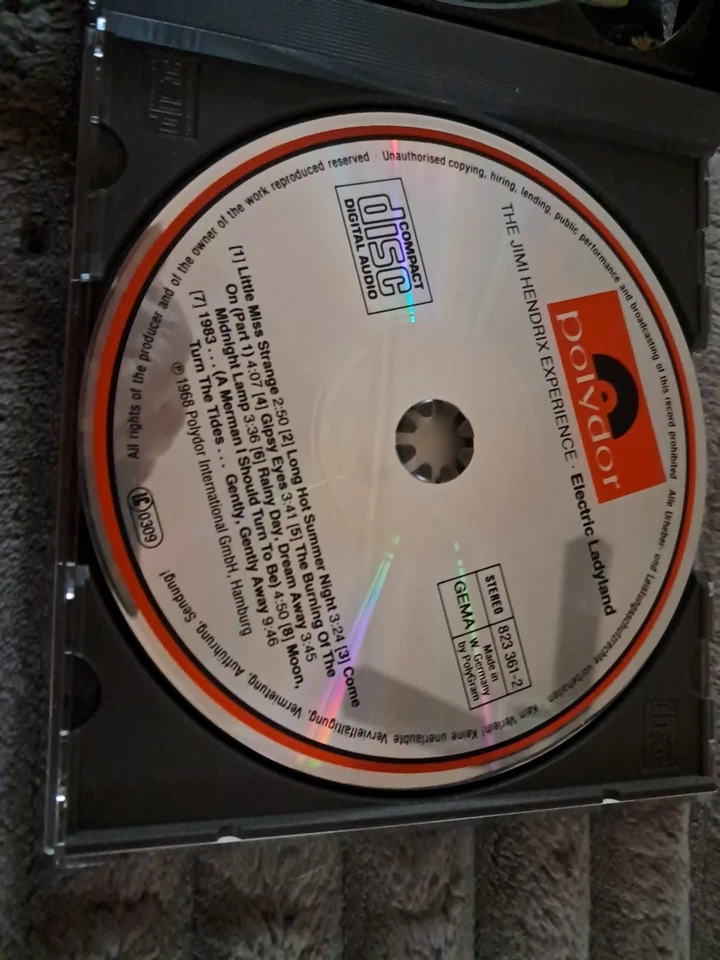 polydor
THE JIMI HENDRIX EXPERIENCE · Electric Ladyland
COMPACT
disc
DIGITAL AUDIO
STEREO
823 361-2
GEMA
Made in
W. Germany
by PolyGram
[1] Little Miss Strange 2:50 [2] Long Hot Summer Night 3:24 [3] Come
On (Part 1) 4:07 [4] Gipsy Eyes 3:41 [5] The Burning Of The
Midnight Lamp 3:36 [6] Rainy Day, Dream Away 3:45
[7] 1983 ... (A Merman I Should Turn To Be) 4:50 [8] Moon,
Turn The Tides ... Gently, Gently Away 9:46
℗ 1968 Polydor International GmbH, Hamburg
LC 0309
All rights of the producer and of the owner of the work reproduced reserved · Unauthorised copying, hiring, lending, public performance and broadcasting of this record prohibited · Alle Urheber- und Leistungsschutzrechte vorbehalten · Kein Verleih! Keine unerlaubte Vervielfältigung, Vermietung, Aufführung, Sendung!